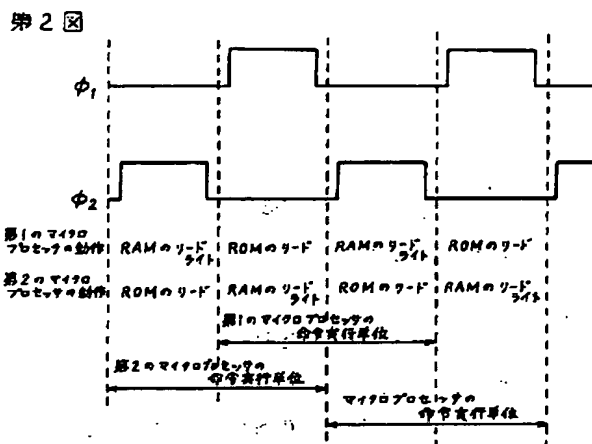 第2図
φ1
φ2
第1のマイクロ
プロセッサの動作
RAMのリード
ライト
ROMのリード
RAMのリード
ライト
ROMのリード
第2のマイクロ
プロセッサの動作
ROMのリード
RAMのリード
ライト
ROMのリード
RAMのリード
ライト
第1のマイクロプロセッサの
命令実行単位
第2のマイクロプロセッサの
命令実行単位
マイクロプロセッサの
命令実行単位